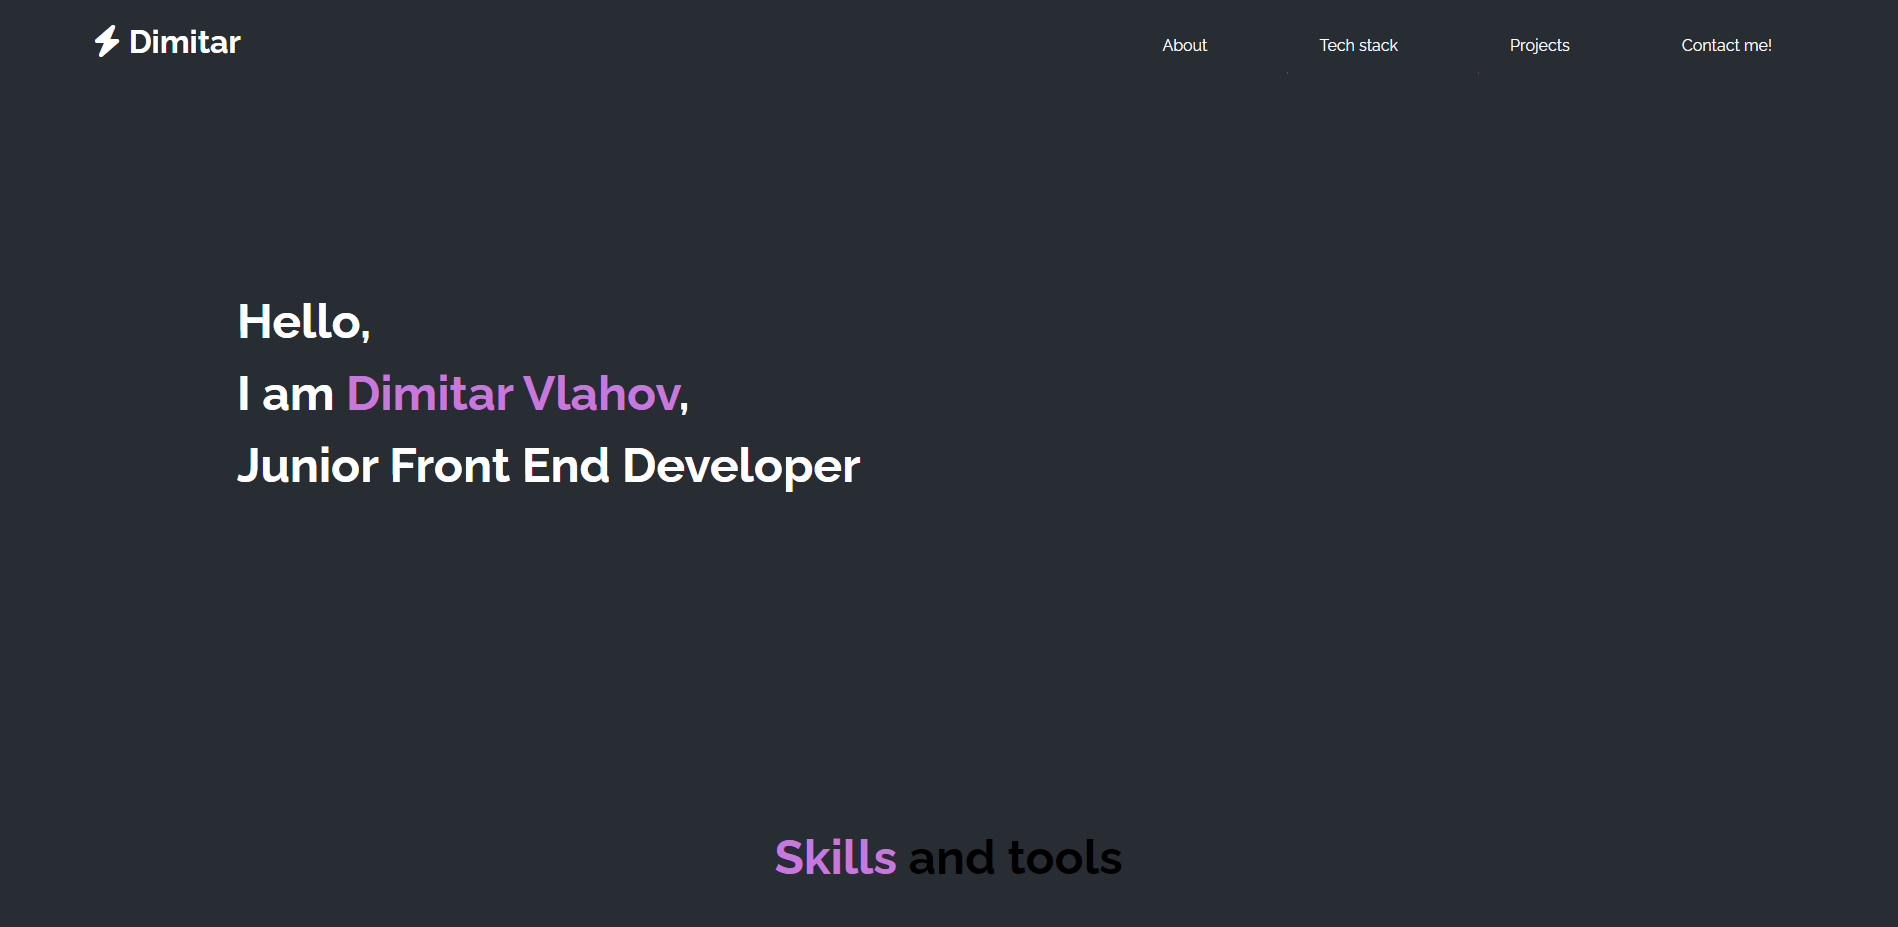 Dimitar
About
Tech stack
Projects
Contact me!
Hello,
I am Dimitar Vlahov,
Junior Front End Developer
Skills and tools